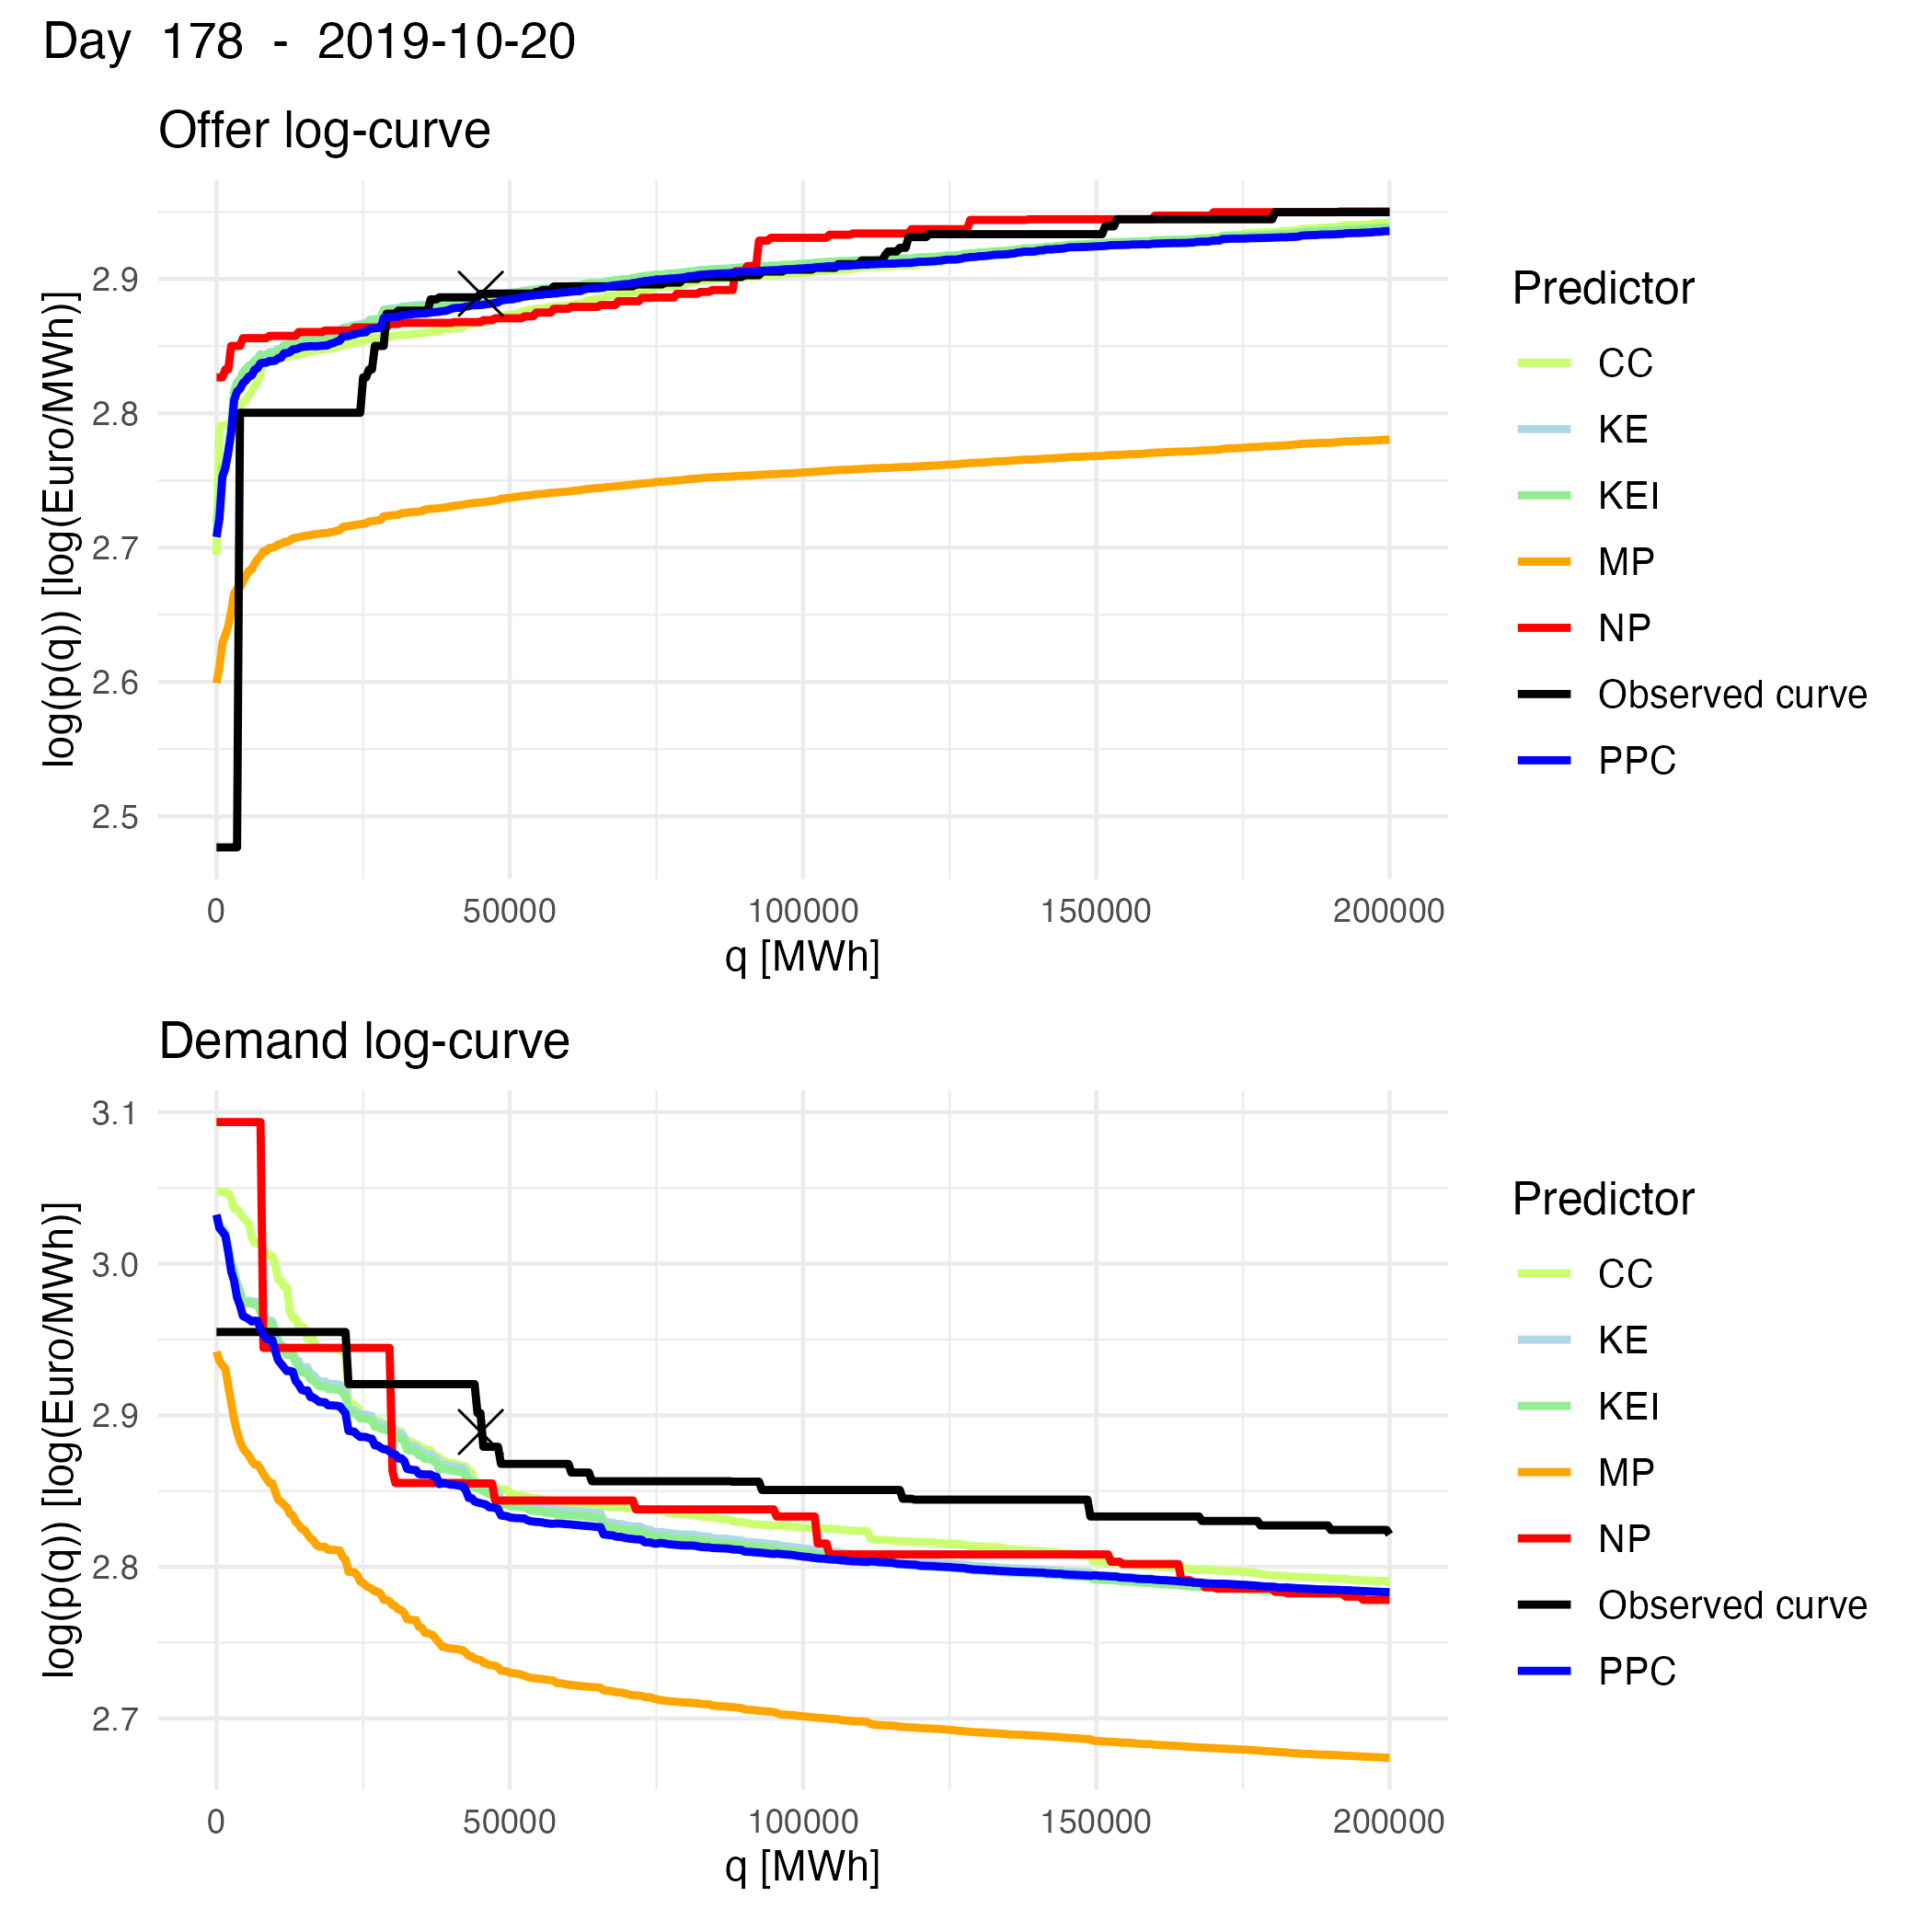 Day 178 - 2019-10-20
Offer log-curve
log(p(q)) [log(Euro/MWh)]
2.9
2.8
2.7
2.6
2.5
0 50000 100000 150000 200000
q [MWh]
Predictor
CC
KE
KEI
MP
NP
Observed curve
PPC
Demand log-curve
log(p(q)) [log(Euro/MWh)]
3.1
3.0
2.9
2.8
2.7
0 50000 100000 150000 200000
q [MWh]
Predictor
CC
KE
KEI
MP
NP
Observed curve
PPC